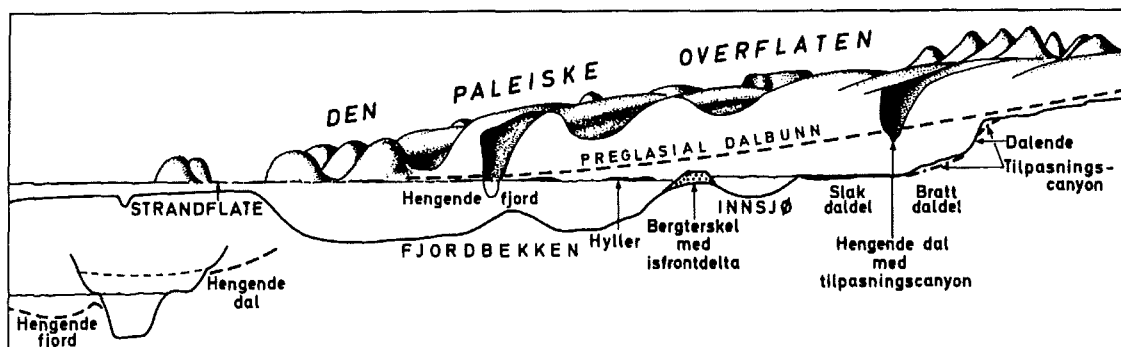 DEN PALEISKE OVERFLATEN
PREGLASIAL DALBUNN
Dalende
Tilpasnings-
canyon
STRANDFLATE
Hengende fjord
FJORDBEKKEN
Hyller
Bergterskel
med
isfrontdelta
INNSJØ
Slak
daldel
Bratt
daldel
Hengende dal
med
tilpasningscanyon
Hengende
dal
Hengende
fjord